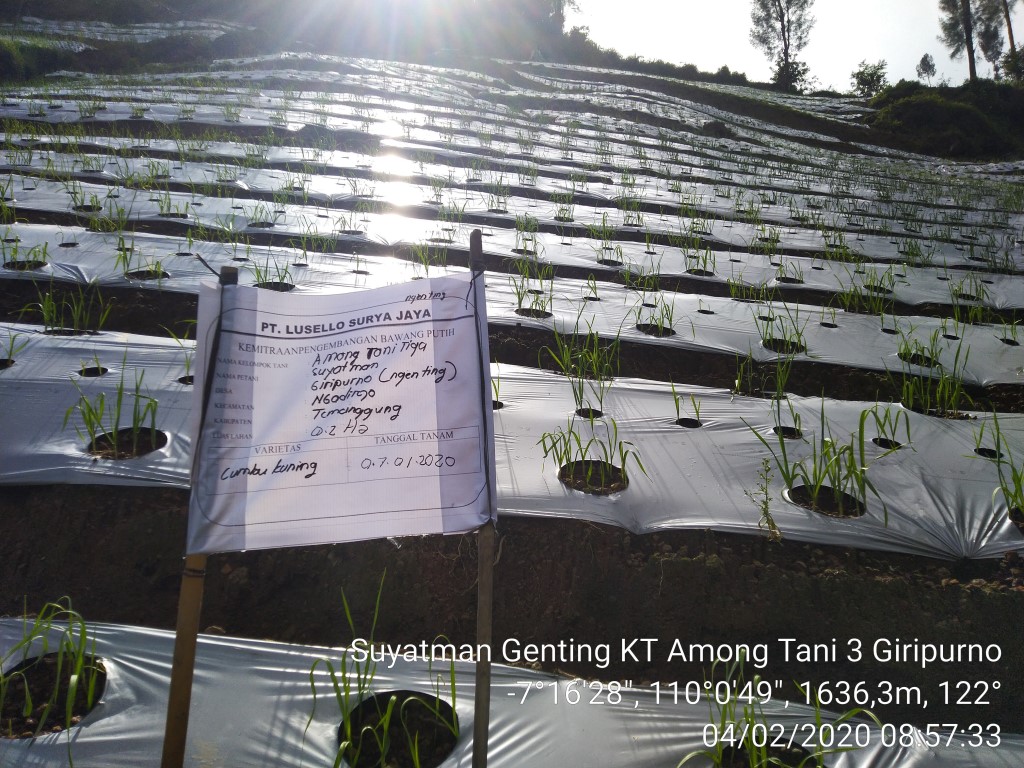 ngenting
PT. LUSELLO SURYA JAYA
KEMITRAANPENGEMBANGAN BAWANG PUTIH
NAMA KELOMPOK TANI Among Tani Tiga
NAMA PETANI Suyatman
DESA Giripurno (ngenting)
KECAMATAN Ngadirejo
KABUPATEN Temanggung
LUAS LAHAN 0.2 Ha
VARIETAS TANGGAL TANAM
Lumbu kuning 07.01.2020
Suyatman Genting KT Among Tani 3 Giripurno
-7°16'28", 110°0'49", 1636,3m, 122°
04/02/2020 08:57:33